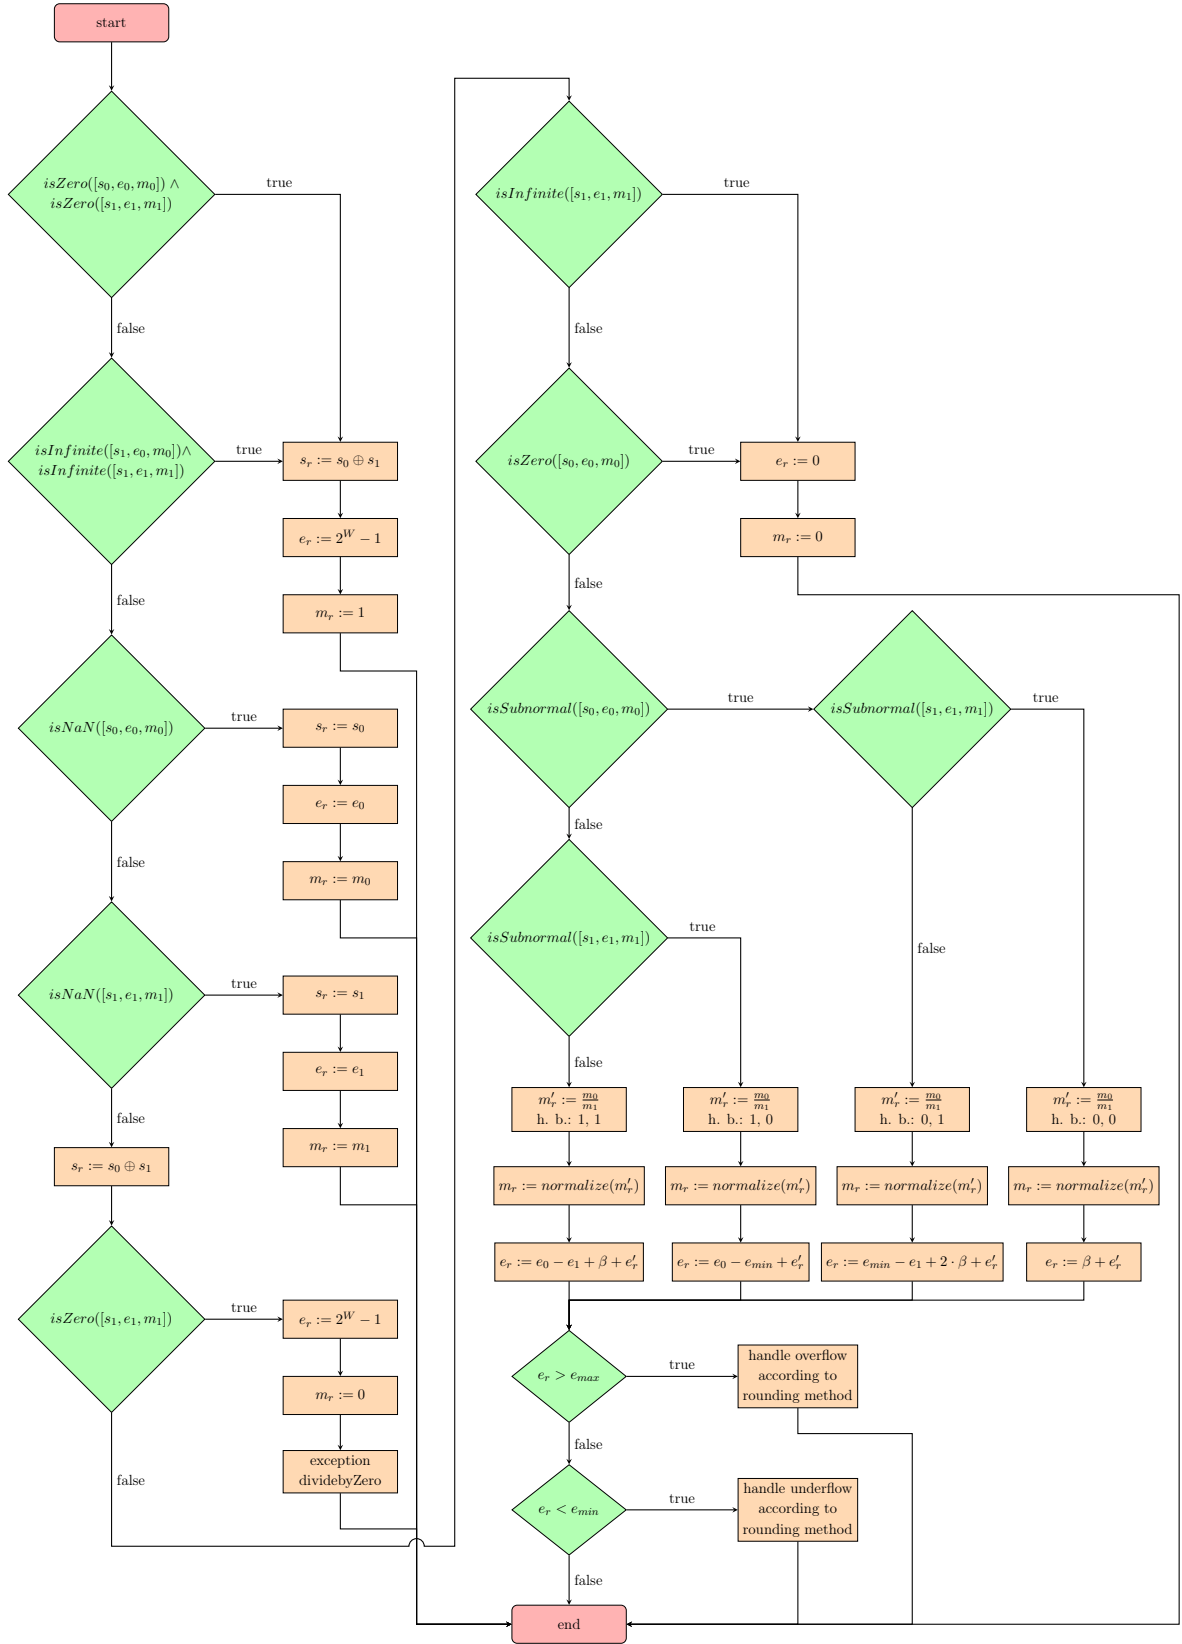 start
isZero([s₀, e₀, m₀]) ∧
isZero([s₁, e₁, m₁])
true
false
isInfinite([s₁, e₀, m₀])∧
isInfinite([s₁, e₁, m₁])
true
sᵣ := s₀ ⊕ s₁
eᵣ := 2^W − 1
mᵣ := 1
false
isNaN([s₀, e₀, m₀])
true
sᵣ := s₀
eᵣ := e₀
mᵣ := m₀
false
isNaN([s₁, e₁, m₁])
true
sᵣ := s₁
eᵣ := e₁
mᵣ := m₁
false
sᵣ := s₀ ⊕ s₁
isZero([s₁, e₁, m₁])
true
eᵣ := 2^W − 1
mᵣ := 0
exception
dividebyZero
false
isInfinite([s₁, e₁, m₁])
true
false
isZero([s₀, e₀, m₀])
true
eᵣ := 0
mᵣ := 0
false
isSubnormal([s₀, e₀, m₀])
true
isSubnormal([s₁, e₁, m₁])
true
false
false
isSubnormal([s₁, e₁, m₁])
true
false
m′ᵣ := m₀/m₁
h. b.: 1, 1
m′ᵣ := m₀/m₁
h. b.: 1, 0
m′ᵣ := m₀/m₁
h. b.: 0, 1
m′ᵣ := m₀/m₁
h. b.: 0, 0
mᵣ := normalize(m′ᵣ)
mᵣ := normalize(m′ᵣ)
mᵣ := normalize(m′ᵣ)
mᵣ := normalize(m′ᵣ)
eᵣ := e₀ − e₁ + β + e′ᵣ
eᵣ := e₀ − e_min + e′ᵣ
eᵣ := e_min − e₁ + 2 · β + e′ᵣ
eᵣ := β + e′ᵣ
eᵣ > e_max
true
handle overflow
according to
rounding method
false
eᵣ < e_min
true
handle underflow
according to
rounding method
false
end